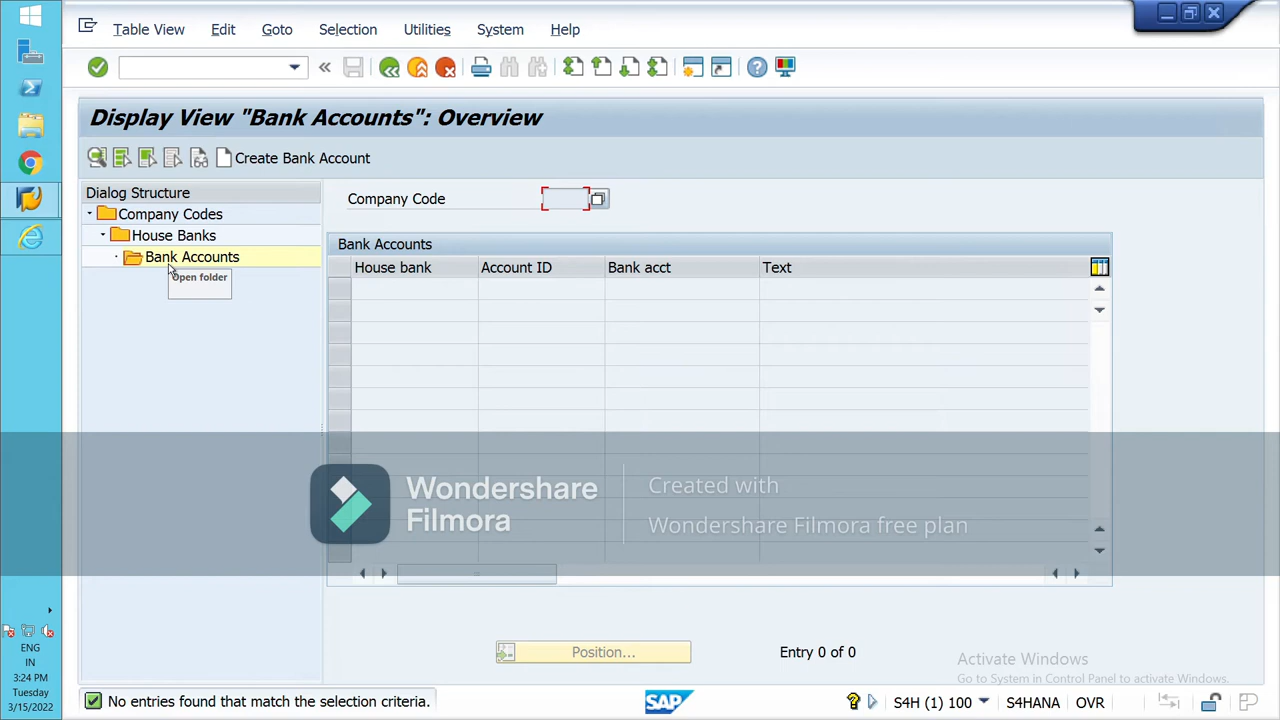 Table View Edit Goto Selection Utilities System Help
Display View "Bank Accounts": Overview
Create Bank Account
Dialog Structure
Company Codes
House Banks
Bank Accounts
Open folder
Company Code
Bank Accounts
House bank Account ID Bank acct Text
Wondershare
Filmora
Created with
Wondershare Filmora free plan
Position... Entry 0 of 0
Activate Windows
Go to System in Control Panel to activate Windows.
No entries found that match the selection criteria.
SAP
S4H (1) 100 S4HANA OVR
ENG
IN
3:24 PM
Tuesday
3/15/2022